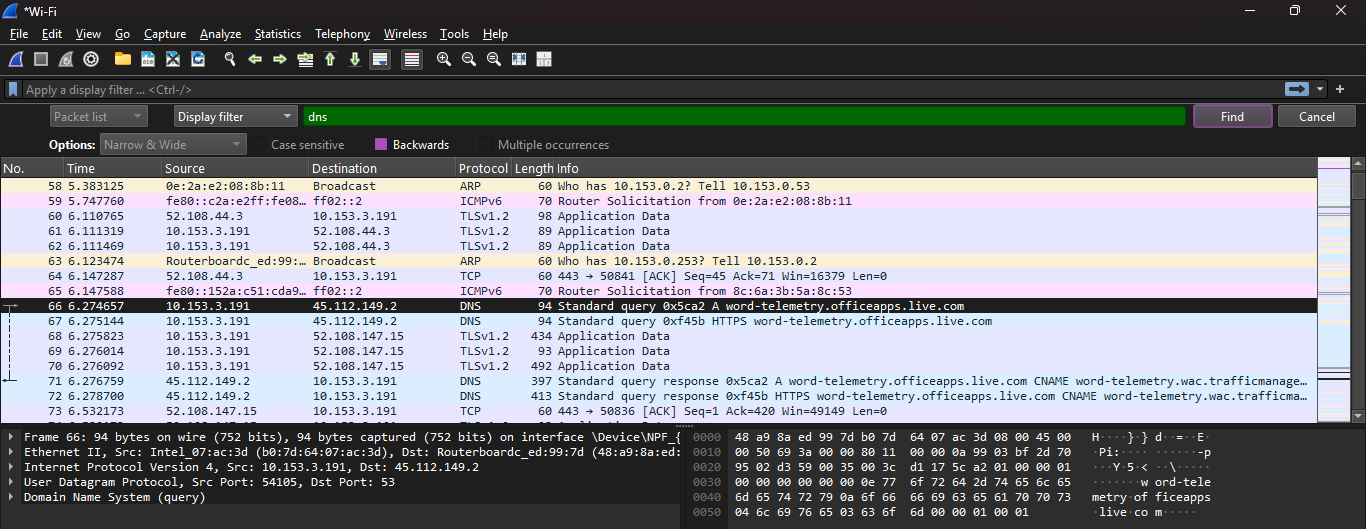 *Wi-Fi
File Edit View Go Capture Analyze Statistics Telephony Wireless Tools Help
Apply a display filter ... <Ctrl-/>
Packet list Display filter dns Find Cancel
Options: Narrow & Wide Case sensitive Backwards Multiple occurrences
No. Time Source Destination Protocol Length Info
58 5.383125 0e:2a:e2:08:8b:11 Broadcast ARP 60 Who has 10.153.0.2? Tell 10.153.0.53
59 5.747760 fe80::c2a:e2ff:fe08… ff02::2 ICMPv6 70 Router Solicitation from 0e:2a:e2:08:8b:11
60 6.110765 52.108.44.3 10.153.3.191 TLSv1.2 98 Application Data
61 6.111319 10.153.3.191 52.108.44.3 TLSv1.2 89 Application Data
62 6.111469 10.153.3.191 52.108.44.3 TLSv1.2 89 Application Data
63 6.123474 Routerboardc_ed:99:… Broadcast ARP 60 Who has 10.153.0.253? Tell 10.153.0.2
64 6.147287 52.108.44.3 10.153.3.191 TCP 60 443 → 50841 [ACK] Seq=45 Ack=71 Win=16379 Len=0
65 6.147588 fe80::152a:c51:cda9… ff02::2 ICMPv6 70 Router Solicitation from 8c:6a:3b:5a:8c:53
66 6.274657 10.153.3.191 45.112.149.2 DNS 94 Standard query 0x5ca2 A word-telemetry.officeapps.live.com
67 6.275144 10.153.3.191 45.112.149.2 DNS 94 Standard query 0xf45b HTTPS word-telemetry.officeapps.live.com
68 6.275823 10.153.3.191 52.108.147.15 TLSv1.2 434 Application Data
69 6.276014 10.153.3.191 52.108.147.15 TLSv1.2 93 Application Data
70 6.276092 10.153.3.191 52.108.147.15 TLSv1.2 492 Application Data
71 6.276759 45.112.149.2 10.153.3.191 DNS 397 Standard query response 0x5ca2 A word-telemetry.officeapps.live.com CNAME word-telemetry.wac.trafficmanage…
72 6.278700 45.112.149.2 10.153.3.191 DNS 413 Standard query response 0xf45b HTTPS word-telemetry.officeapps.live.com CNAME word-telemetry.wac.trafficma…
73 6.532173 52.108.147.15 10.153.3.191 TCP 60 443 → 50836 [ACK] Seq=1 Ack=420 Win=49149 Len=0
Frame 66: 94 bytes on wire (752 bits), 94 bytes captured (752 bits) on interface \Device\NPF_{
Ethernet II, Src: Intel_07:ac:3d (b0:7d:64:07:ac:3d), Dst: Routerboardc_ed:99:7d (48:a9:8a:ed:
Internet Protocol Version 4, Src: 10.153.3.191, Dst: 45.112.149.2
User Datagram Protocol, Src Port: 54105, Dst Port: 53
Domain Name System (query)
0000 48 a9 8a ed 99 7d b0 7d 64 07 ac 3d 08 00 45 00 H····}·} d··=··E·
0010 00 50 69 3a 00 00 80 11 00 00 0a 99 03 bf 2d 70 ·Pi:···· ······-p
0020 95 02 d3 59 00 35 00 3c d1 17 5c a2 01 00 00 01 ···Y·5·< ··\·····
0030 00 00 00 00 00 00 0e 77 6f 72 64 2d 74 65 6c 65 ·······w ord-tele
0040 6d 65 74 72 79 0a 6f 66 66 69 63 65 61 70 70 73 metry·of ficeapps
0050 04 6c 69 76 65 03 63 6f 6d 00 00 01 00 01 ·live·co m·····